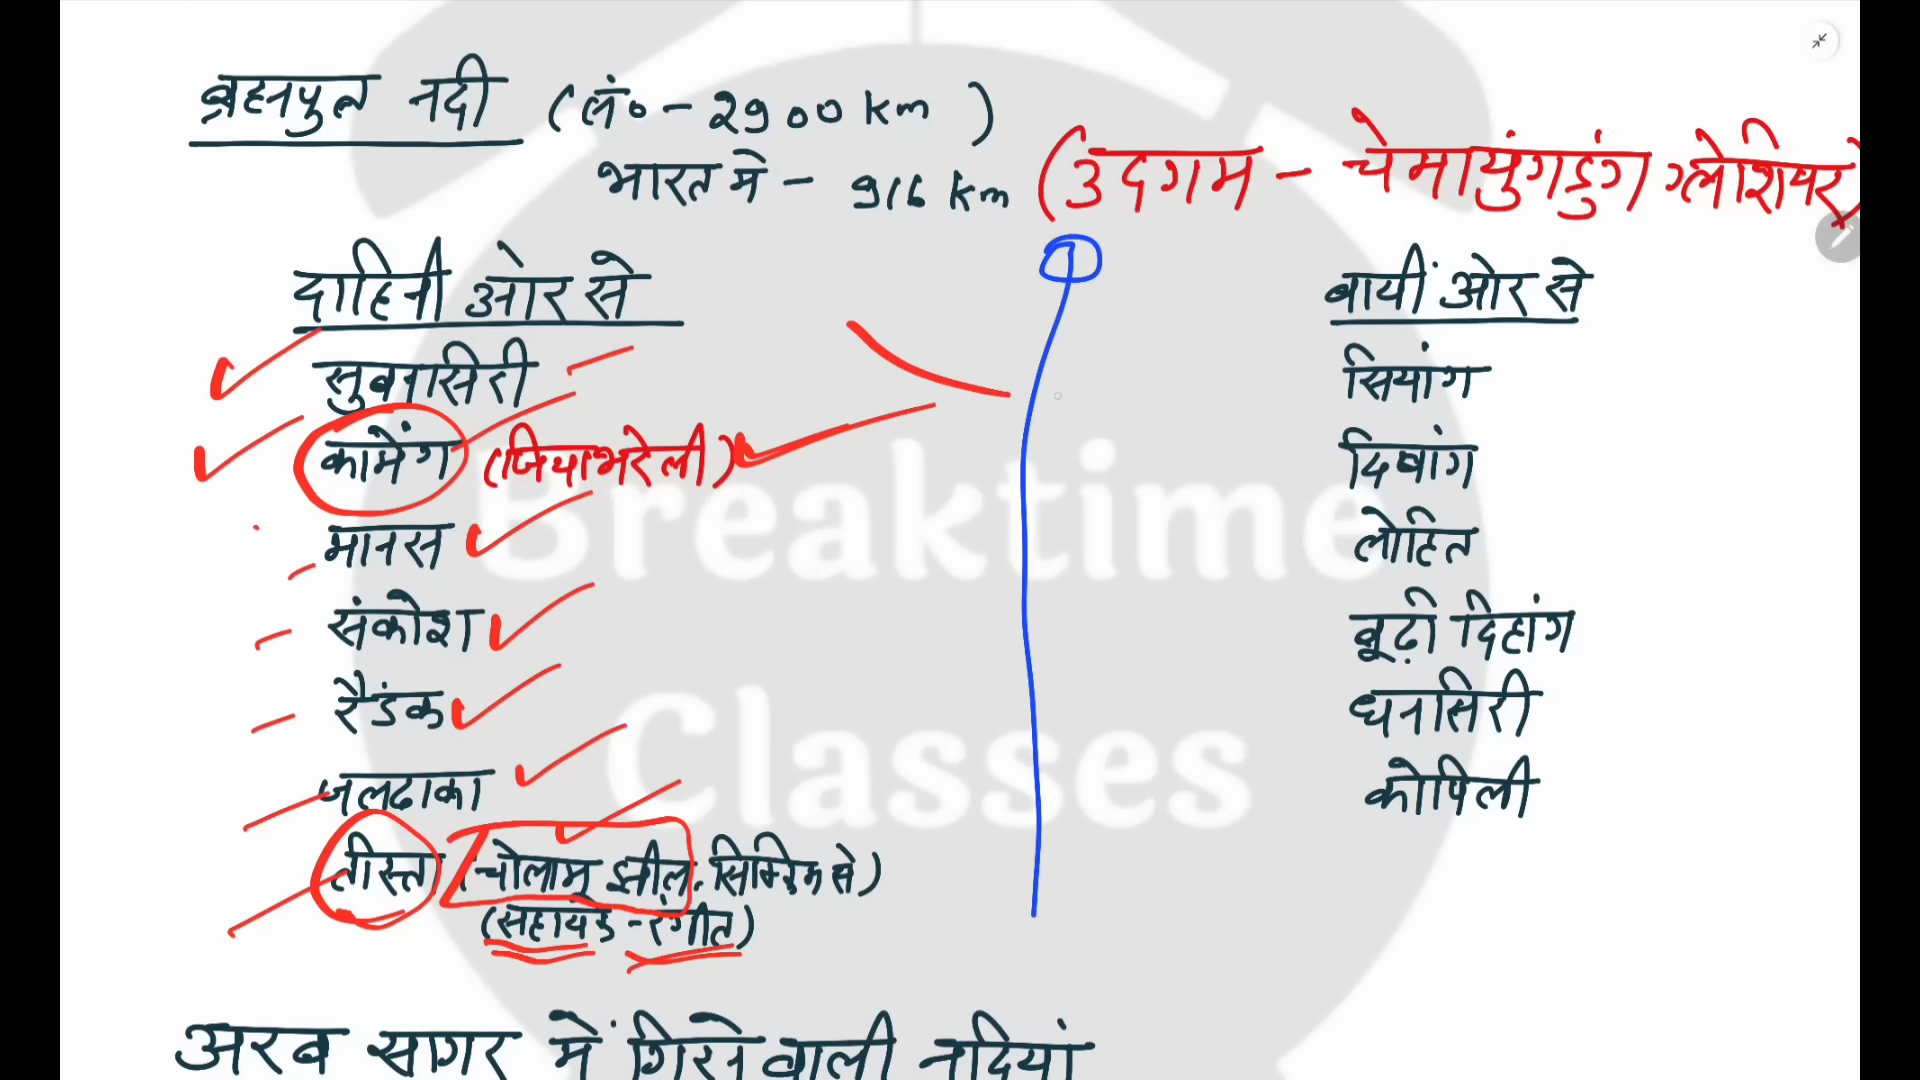 ब्रह्मपुत्र नदी (लं० - 2900 km)
भारत में - 916 km
(उदगम - चेमायुंगडुंग ग्लेशियर)
दाहिनी ओर से
सुबनसिरी
कामेंग (जियाभरेली)
मानस
संकोश
रैडंक
जलढाका
तीस्ता (चोलामू झील, सिक्किम से)
(सहायक - रंगीत)
बायीं ओर से
सियांग
दिबांग
लोहित
बूढ़ी दिहांग
धनसिरी
कोपिली
Breaktime
Classes
अरब सागर में गिरने वाली नदियां